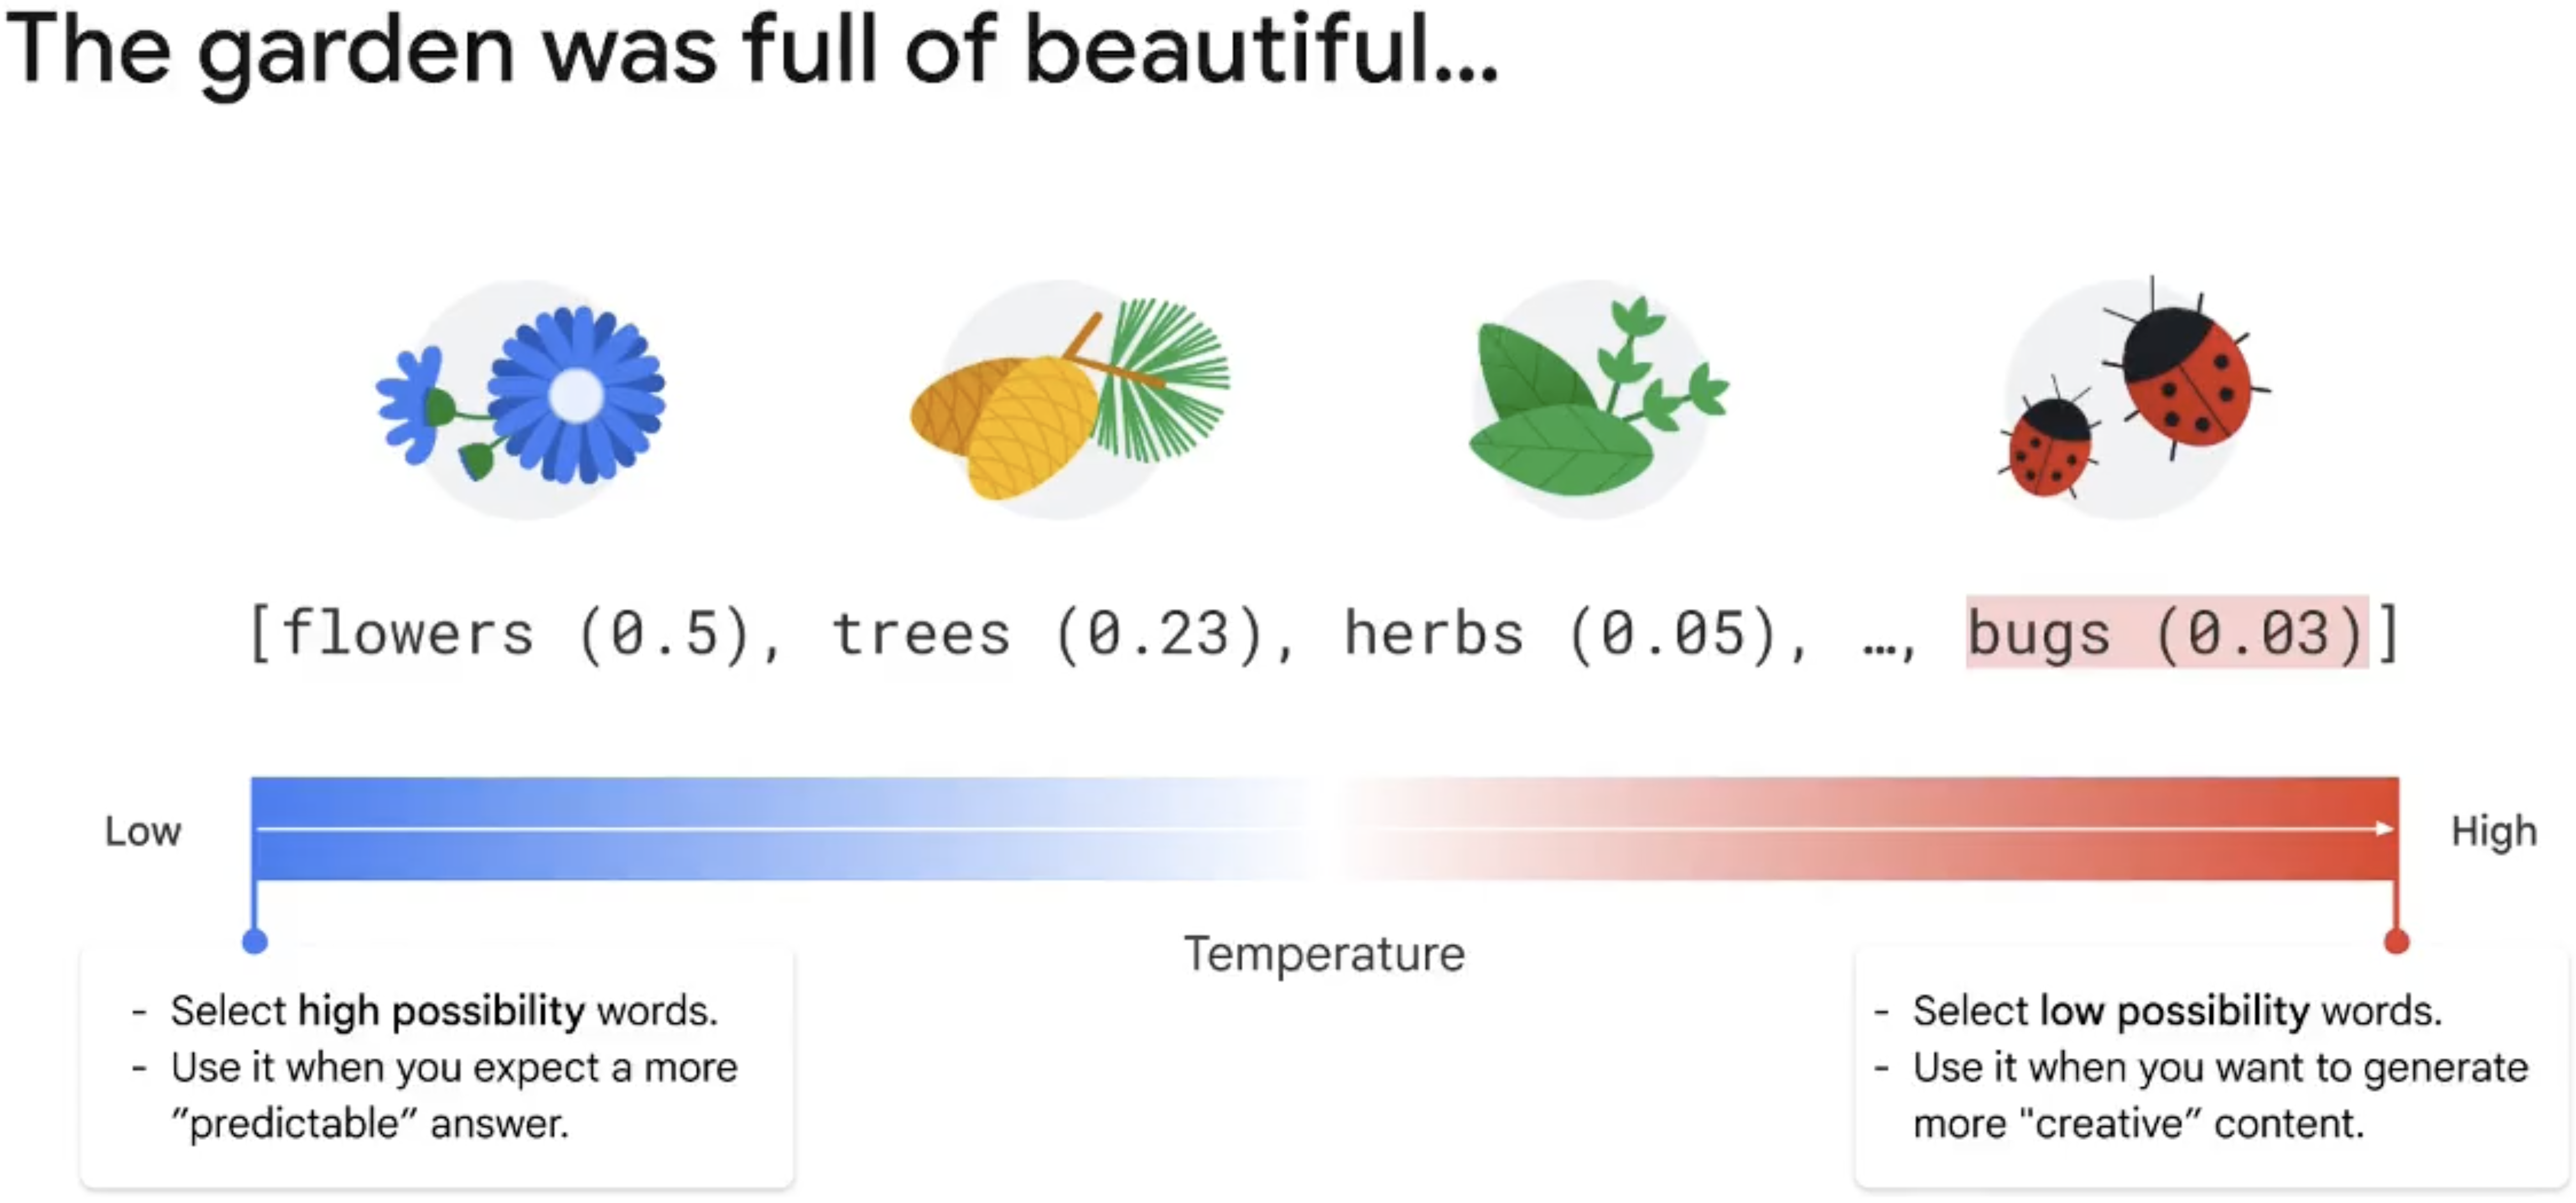 The garden was full of beautiful...
[flowers (0.5), trees (0.23), herbs (0.05), …, bugs (0.03)]
Low
High
Temperature
- Select high possibility words.
- Use it when you expect a more
”predictable” answer.
- Select low possibility words.
- Use it when you want to generate
more "creative” content.